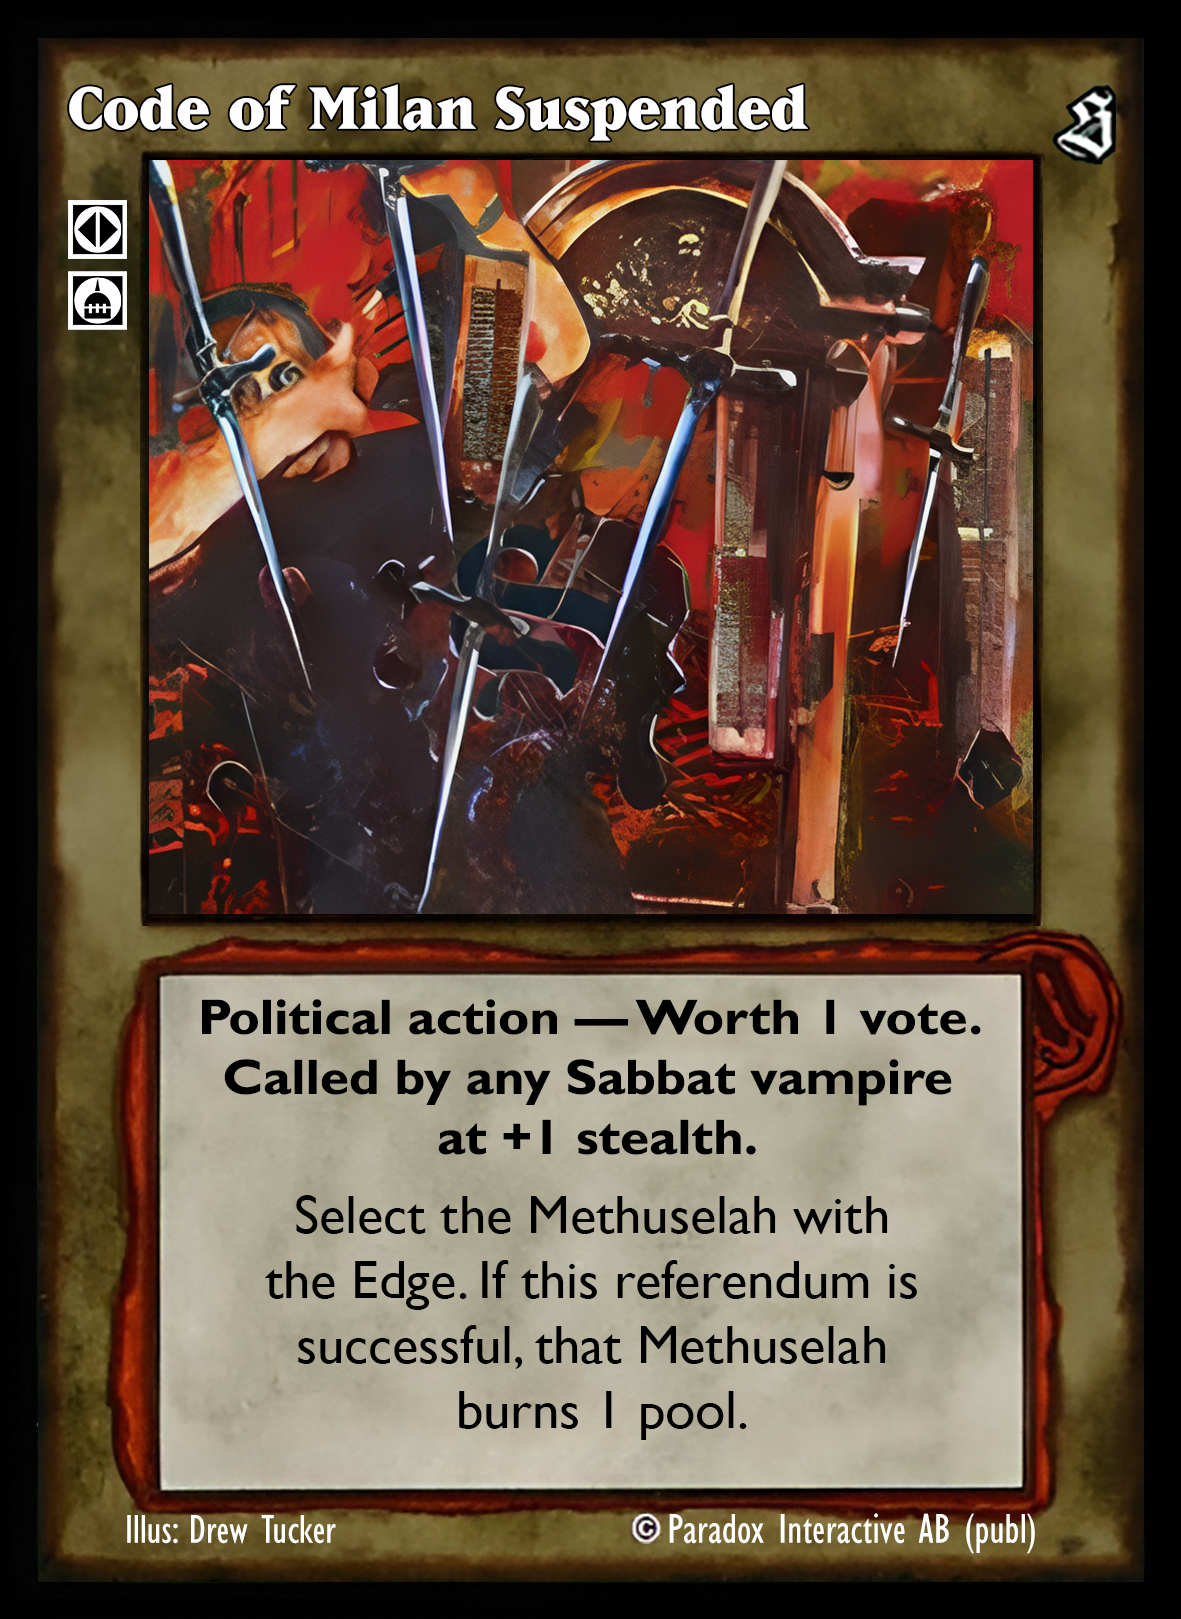 Code of Milan Suspended
Political action — Worth 1 vote.
Called by any Sabbat vampire
at +1 stealth.
Select the Methuselah with
the Edge. If this referendum is
successful, that Methuselah
burns 1 pool.
Illus: Drew Tucker
© Paradox Interactive AB (publ)